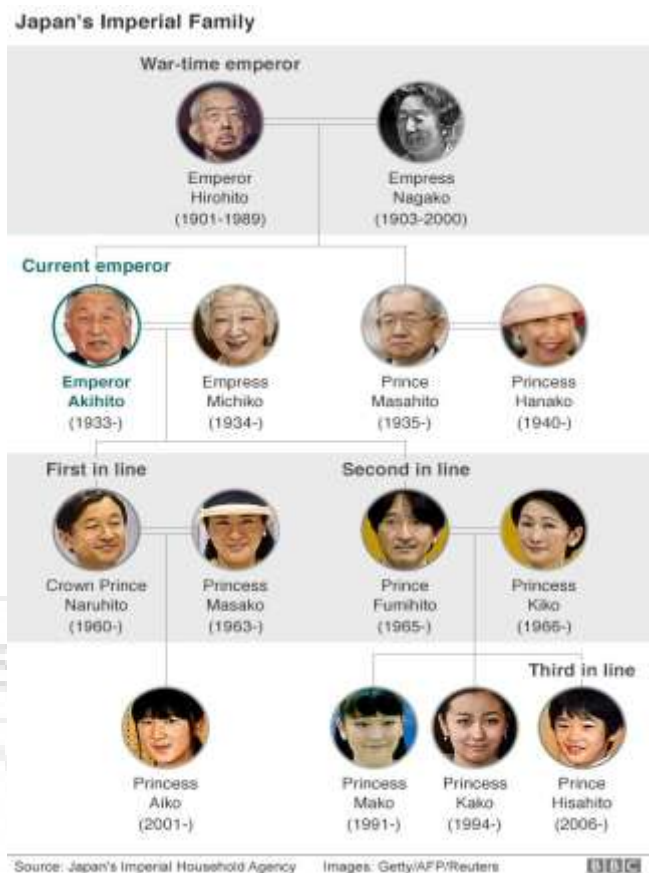 Japan's Imperial Family
War-time emperor
Emperor
Hirohito
(1901-1989)
Empress
Nagako
(1903-2000)
Current emperor
Emperor
Akihito
(1933-)
Empress
Michiko
(1934-)
Prince
Masahito
(1935-)
Princess
Hanako
(1940-)
First in line
Second in line
Crown Prince
Naruhito
(1960-)
Princess
Masako
(1963-)
Prince
Fumihito
(1965-)
Princess
Kiko
(1966-)
Third in line
Princess
Aiko
(2001-)
Princess
Mako
(1991-)
Princess
Kako
(1994-)
Prince
Hisahito
(2006-)
Source: Japan's Imperial Household Agency Images: Getty/AFP/Reuters
BBC